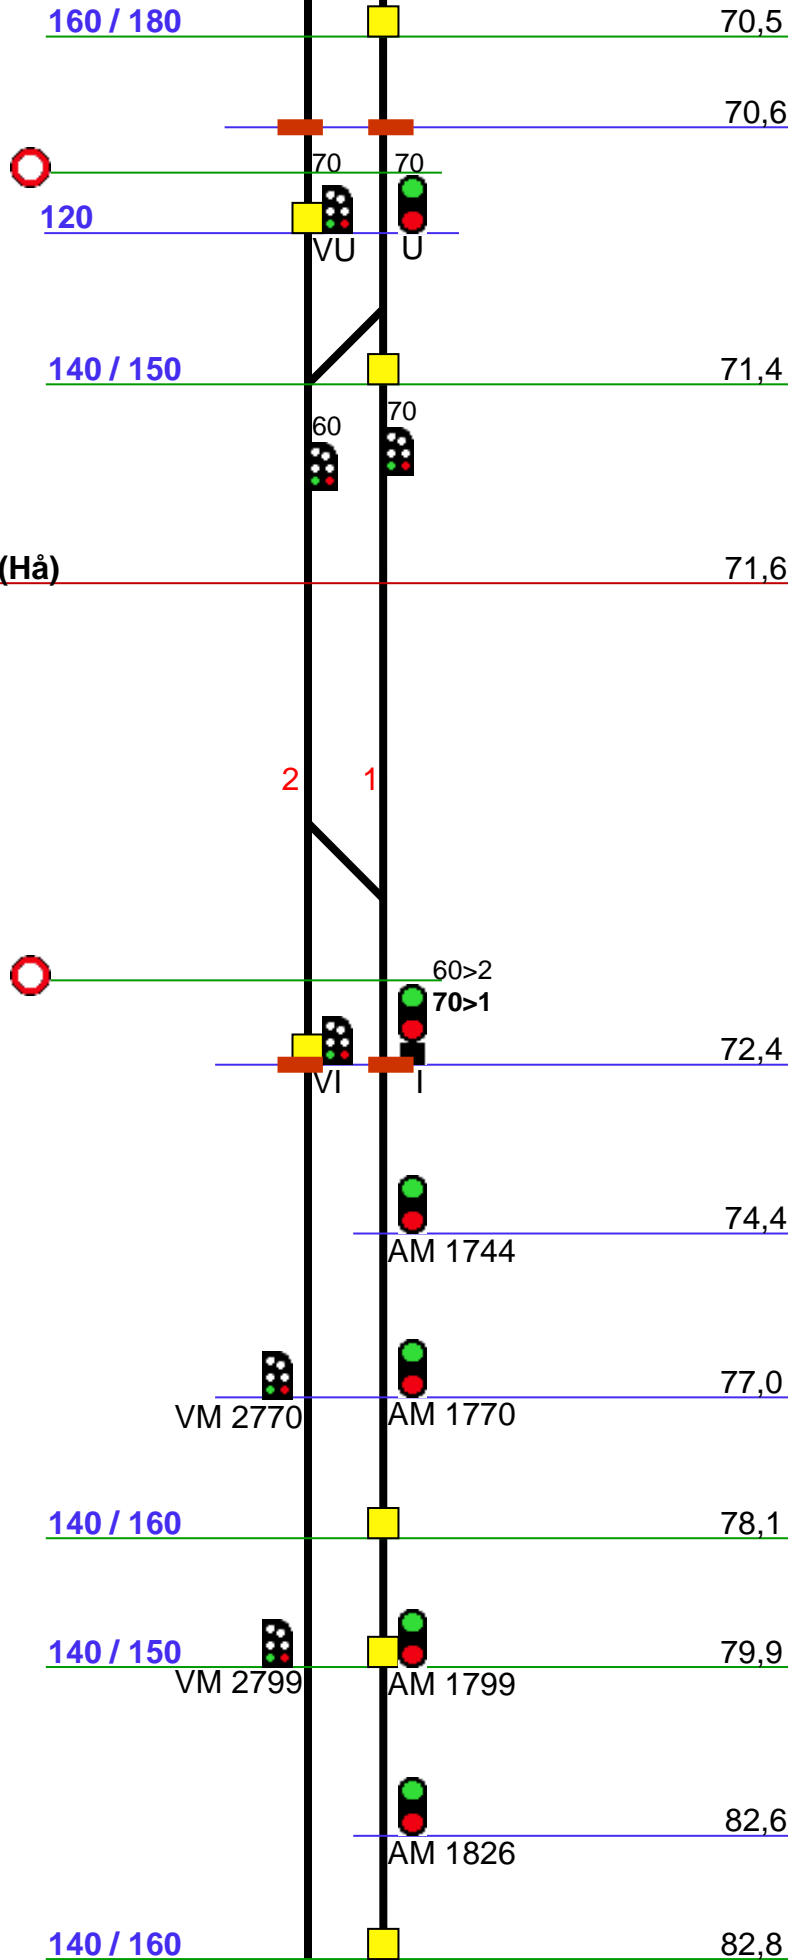 160 / 180 70,5
70,6
70 70
120
VU U
140 / 150 71,4
60 70
(Hå) 71,6
2 1
60>2
70>1
72,4
VI I
74,4
AM 1744
77,0
VM 2770 AM 1770
140 / 160 78,1
140 / 150 79,9
VM 2799 AM 1799
82,6
AM 1826
140 / 160 82,8